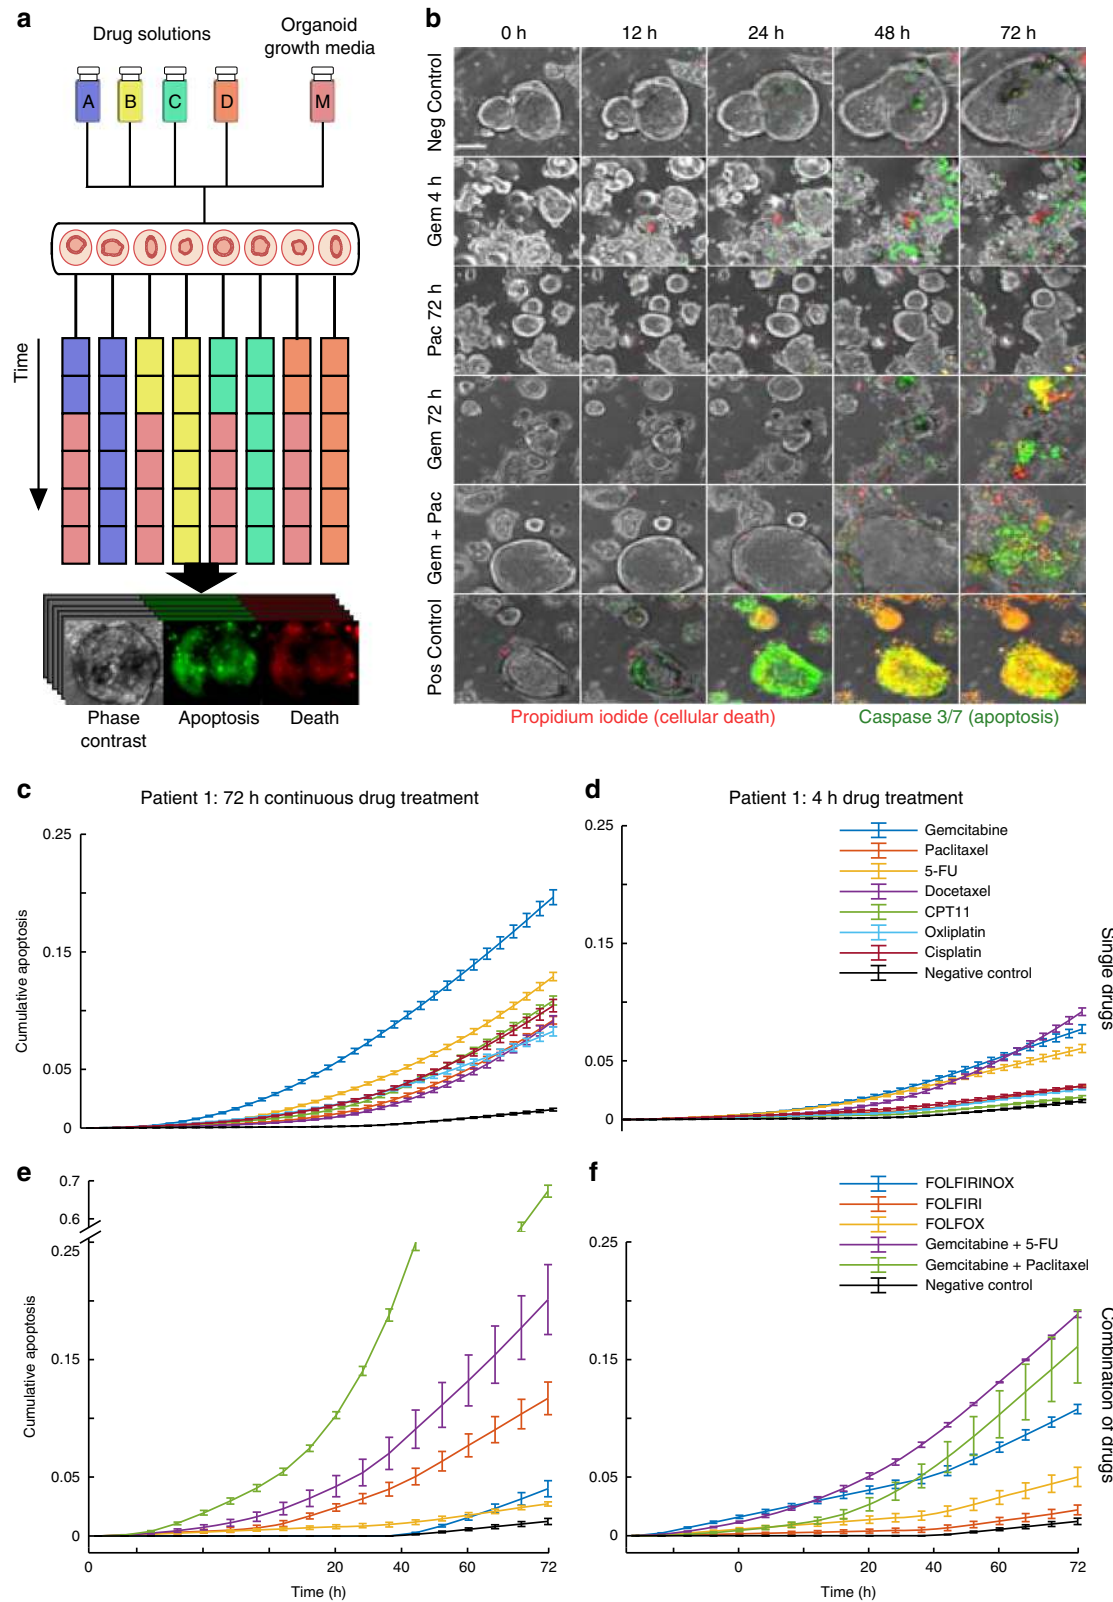 a
Drug solutions
Organoid
growth media
A
B
C
D
M
Time
Phase
contrast
Apoptosis
Death
b
0 h
12 h
24 h
48 h
72 h
Neg Control
Gem 4 h
Pac 72 h
Gem 72 h
Gem + Pac
Pos Control
Propidium iodide (cellular death)
Caspase 3/7 (apoptosis)
c
Patient 1: 72 h continuous drug treatment
Cumulative apoptosis
0.25
0.15
0.05
0
d
Patient 1: 4 h drug treatment
0.25
0.15
0.05
0
Gemcitabine
Paclitaxel
5-FU
Docetaxel
CPT11
Oxliplatin
Cisplatin
Negative control
Single drugs
e
Cumulative apoptosis
0.7
0.6
0.25
0.15
0.05
0
0
20
40
60
72
Time (h)
f
0.25
0.15
0.05
0
0
20
40
60
72
Time (h)
FOLFIRINOX
FOLFIRI
FOLFOX
Gemcitabine + 5-FU
Gemcitabine + Paclitaxel
Negative control
Combination of drugs